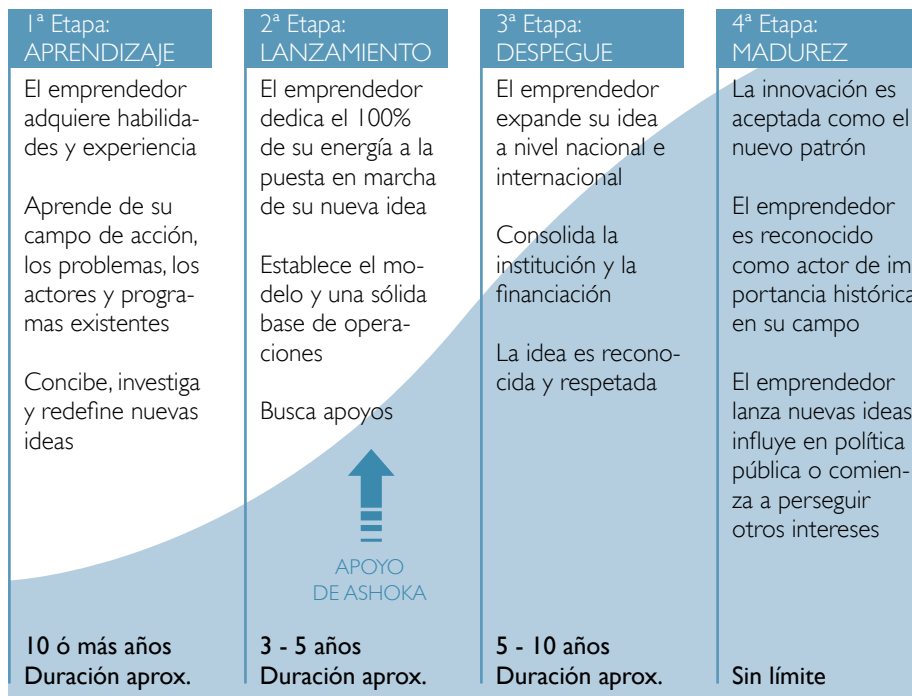 1ª Etapa:
APRENDIZAJE
El emprendedor
adquiere habilida-
des y experiencia
Aprende de su
campo de acción,
los problemas, los
actores y progra-
mas existentes
Concibe, investiga
y redefine nuevas
ideas
10 ó más años
Duración aprox.
2ª Etapa:
LANZAMIENTO
El emprendedor
dedica el 100%
de su energía a la
puesta en marcha
de su nueva idea
Establece el mo-
delo y una sólida
base de opera-
ciones
Busca apoyos
APOYO
DE ASHOKA
3 - 5 años
Duración aprox.
3ª Etapa:
DESPEGUE
El emprendedor
expande su idea
a nivel nacional e
internacional
Consolida la
institución y la
financiación
La idea es recono-
cida y respetada
5 - 10 años
Duración aprox.
4ª Etapa:
MADUREZ
La innovación es
aceptada como el
nuevo patrón
El emprendedor
es reconocido
como actor de im
portancia histórica
en su campo
El emprendedor
lanza nuevas ideas
influye en política
pública o comien-
za a perseguir
otros intereses
Sin límite